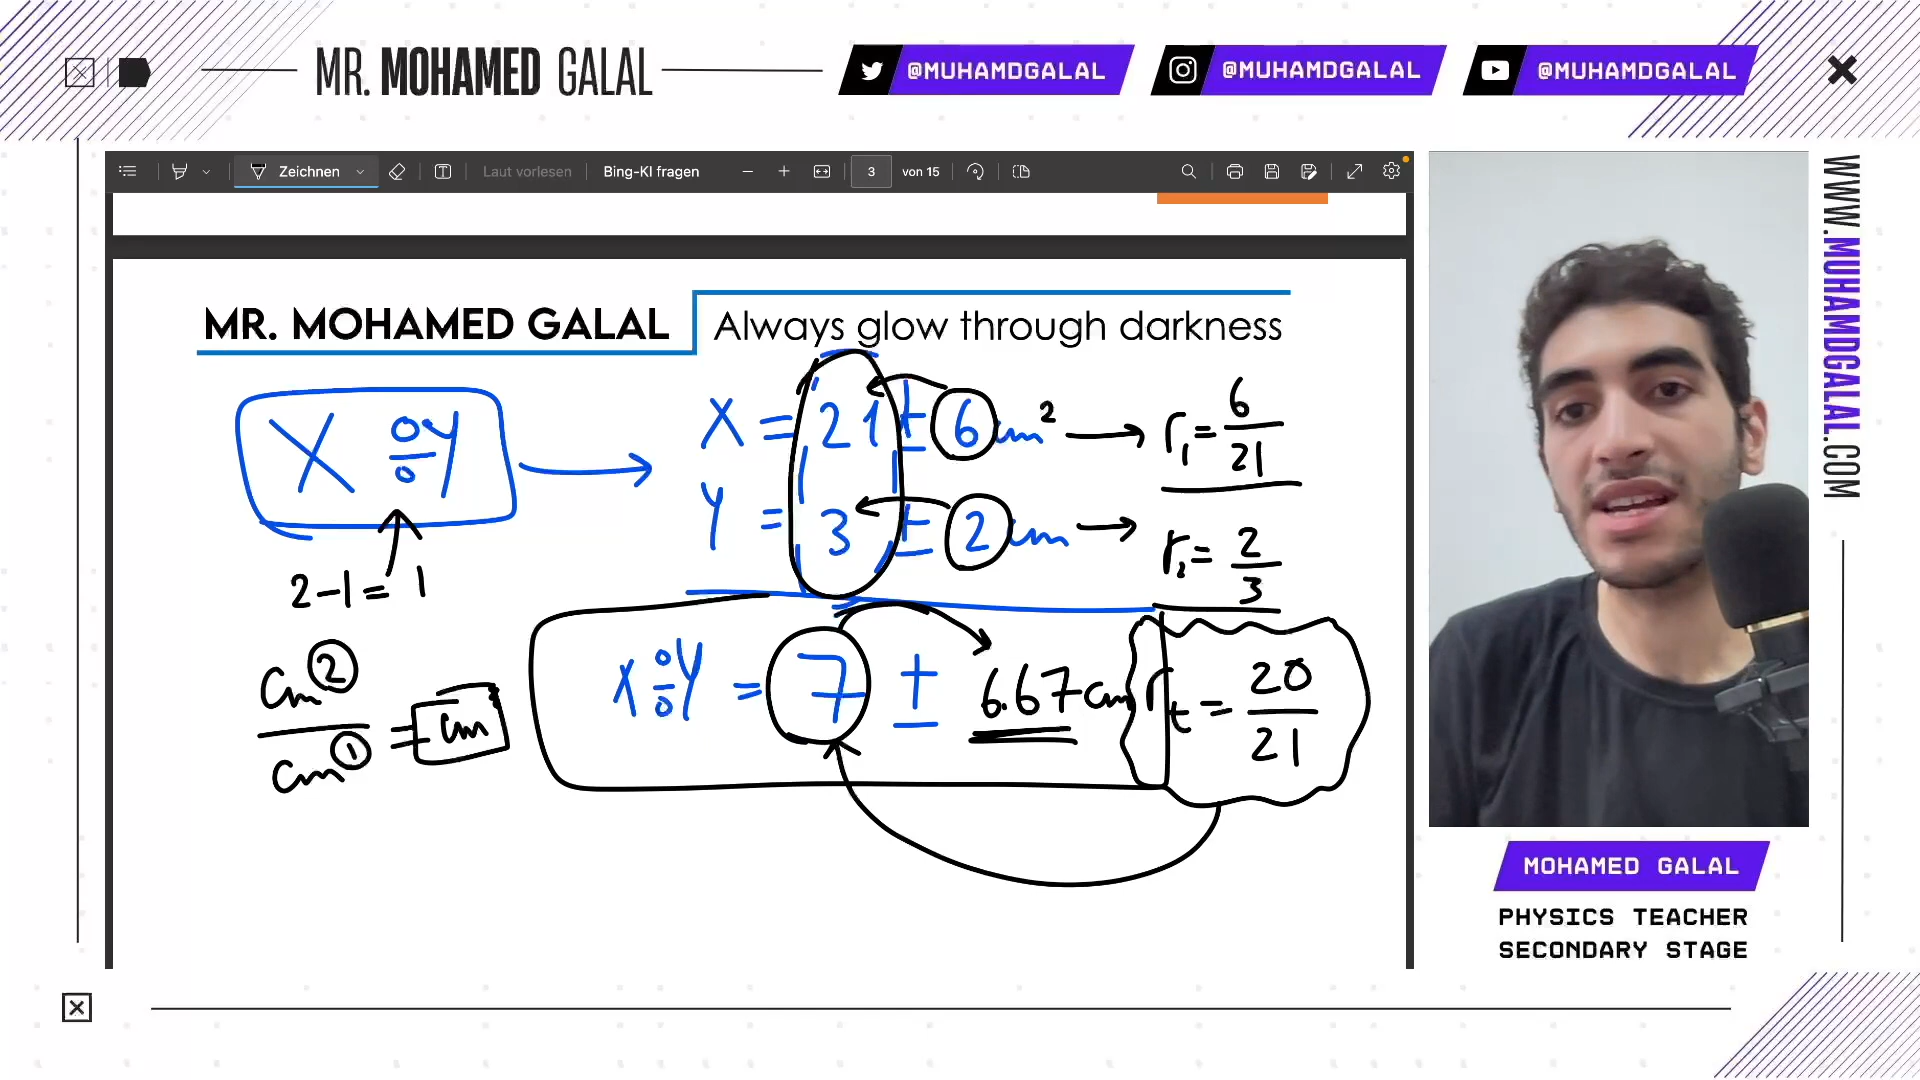 MR. MOHAMED GALAL
@MUHAMDGALAL
@MUHAMDGALAL
@MUHAMDGALAL
WWW.MUHAMDGALAL.COM
Zeichnen
Laut vorlesen
Bing-KI fragen
3
von 15
MR. MOHAMED GALAL
Always glow through darkness
X ÷ Y
X = 21 ± 6 cm² → r₁ = 6/21
Y = 3 ± 2 cm → r₂ = 2/3
2 - 1 = 1
cm²/cm¹ = cm
X ÷ Y = 7 ± 6.67 cm
rt = 20/21
MOHAMED GALAL
PHYSICS TEACHER
SECONDARY STAGE